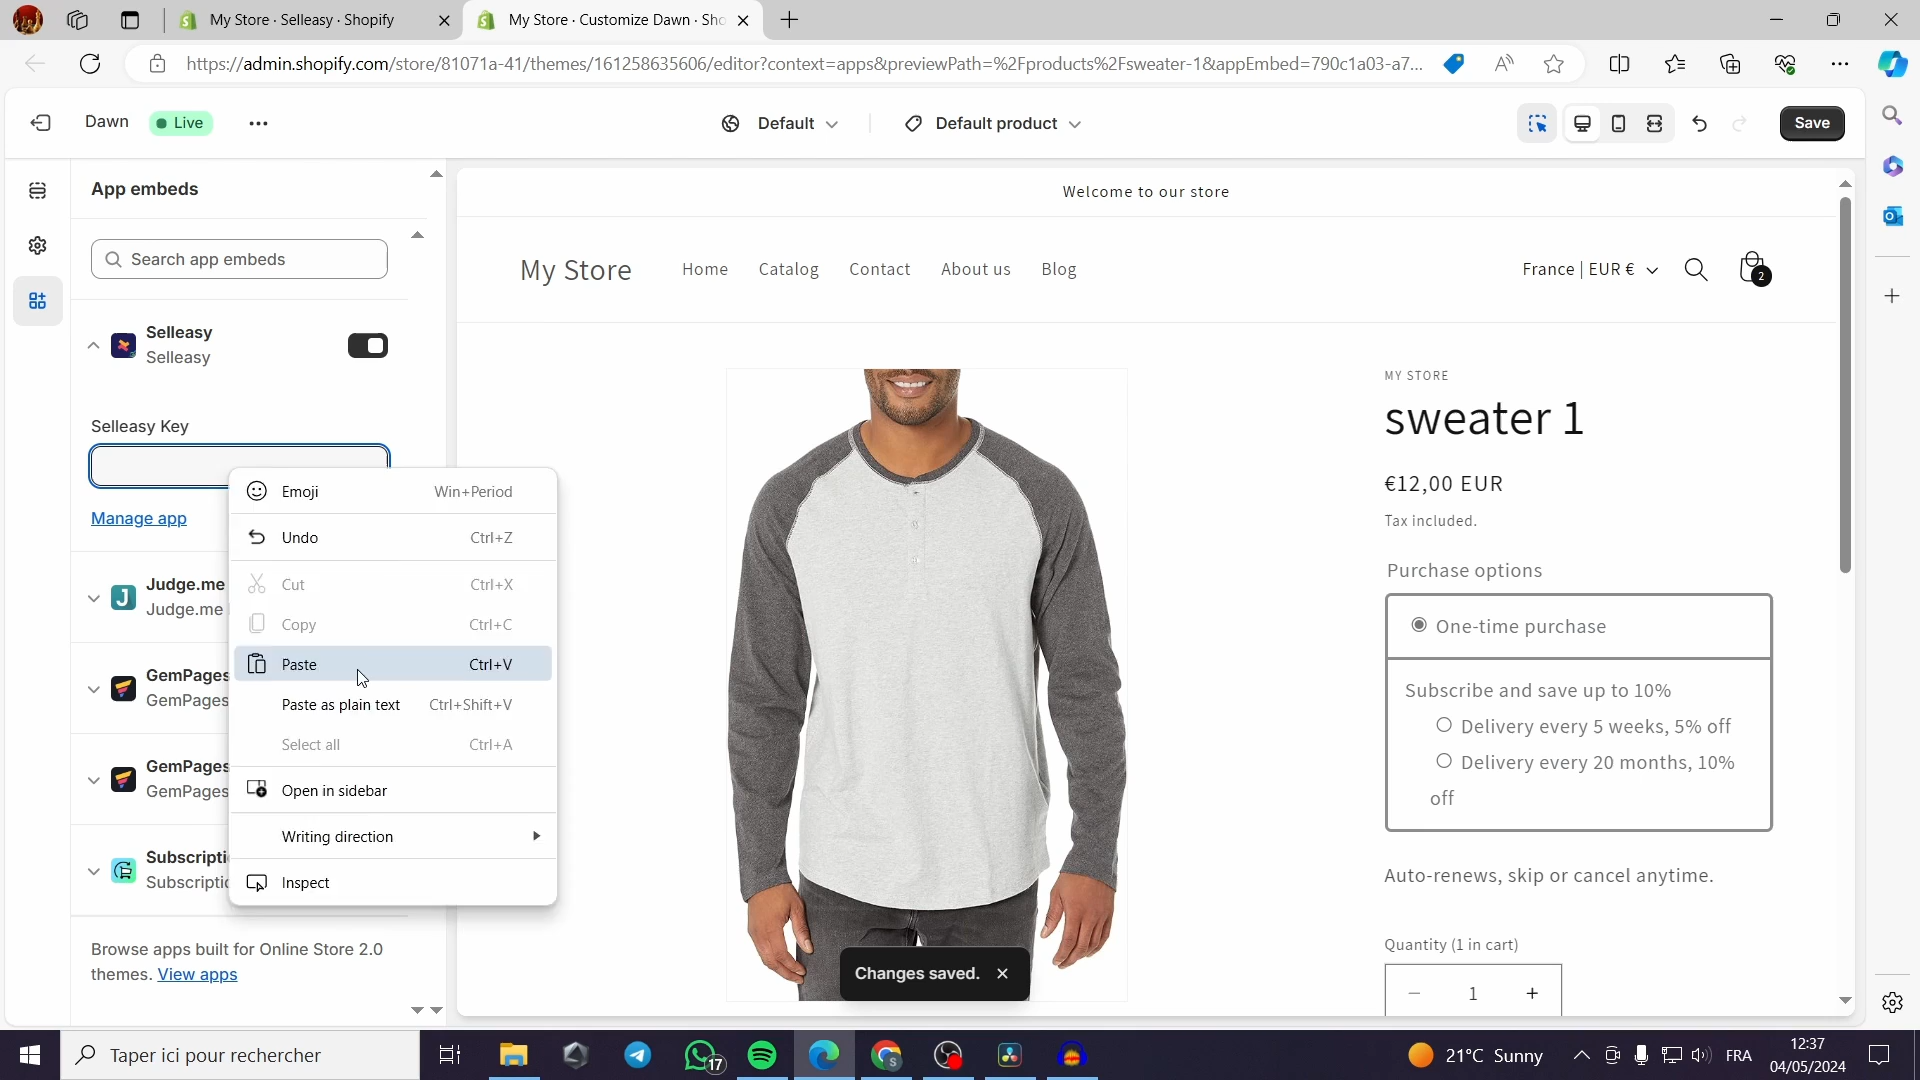 My Store · Selleasy · Shopify
My Store · Customize Dawn · Sho
https://admin.shopify.com/store/81071a-41/themes/161258635606/editor?context=apps&previewPath=%2Fproducts%2Fsweater-1&appEmbed=790c1a03-a7...
Dawn
Live
Default
Default product
Save
App embeds
Search app embeds
Selleasy
Selleasy
Selleasy Key
Manage app
Judge.me
Judge.me
GemPages
GemPages
GemPages
GemPages
Subscripti
Subscriptic
Browse apps built for Online Store 2.0
themes. View apps
Emoji Win+Period
Undo Ctrl+Z
Cut Ctrl+X
Copy Ctrl+C
Paste Ctrl+V
Paste as plain text Ctrl+Shift+V
Select all Ctrl+A
Open in sidebar
Writing direction
Inspect
Welcome to our store
My Store
Home
Catalog
Contact
About us
Blog
France | EUR €
2
MY STORE
sweater 1
€12,00 EUR
Tax included.
Purchase options
One-time purchase
Subscribe and save up to 10%
Delivery every 5 weeks, 5% off
Delivery every 20 months, 10%
off
Auto-renews, skip or cancel anytime.
Quantity (1 in cart)
1
Changes saved.
Taper ici pour rechercher
17
21°C Sunny
FRA
12:37
04/05/2024